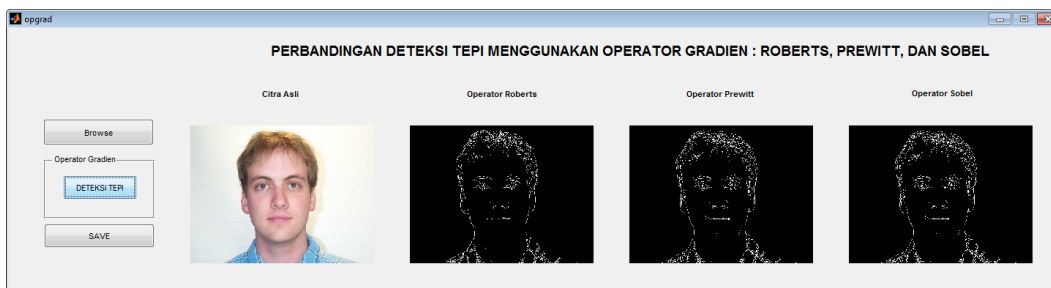 opgrad
PERBANDINGAN DETEKSI TEPI MENGGUNAKAN OPERATOR GRADIEN : ROBERTS, PREWITT, DAN SOBEL
Citra Asli
Operator Roberts
Operator Prewitt
Operator Sobel
Browse
Operator Gradien
DETEKSI TEPI
SAVE